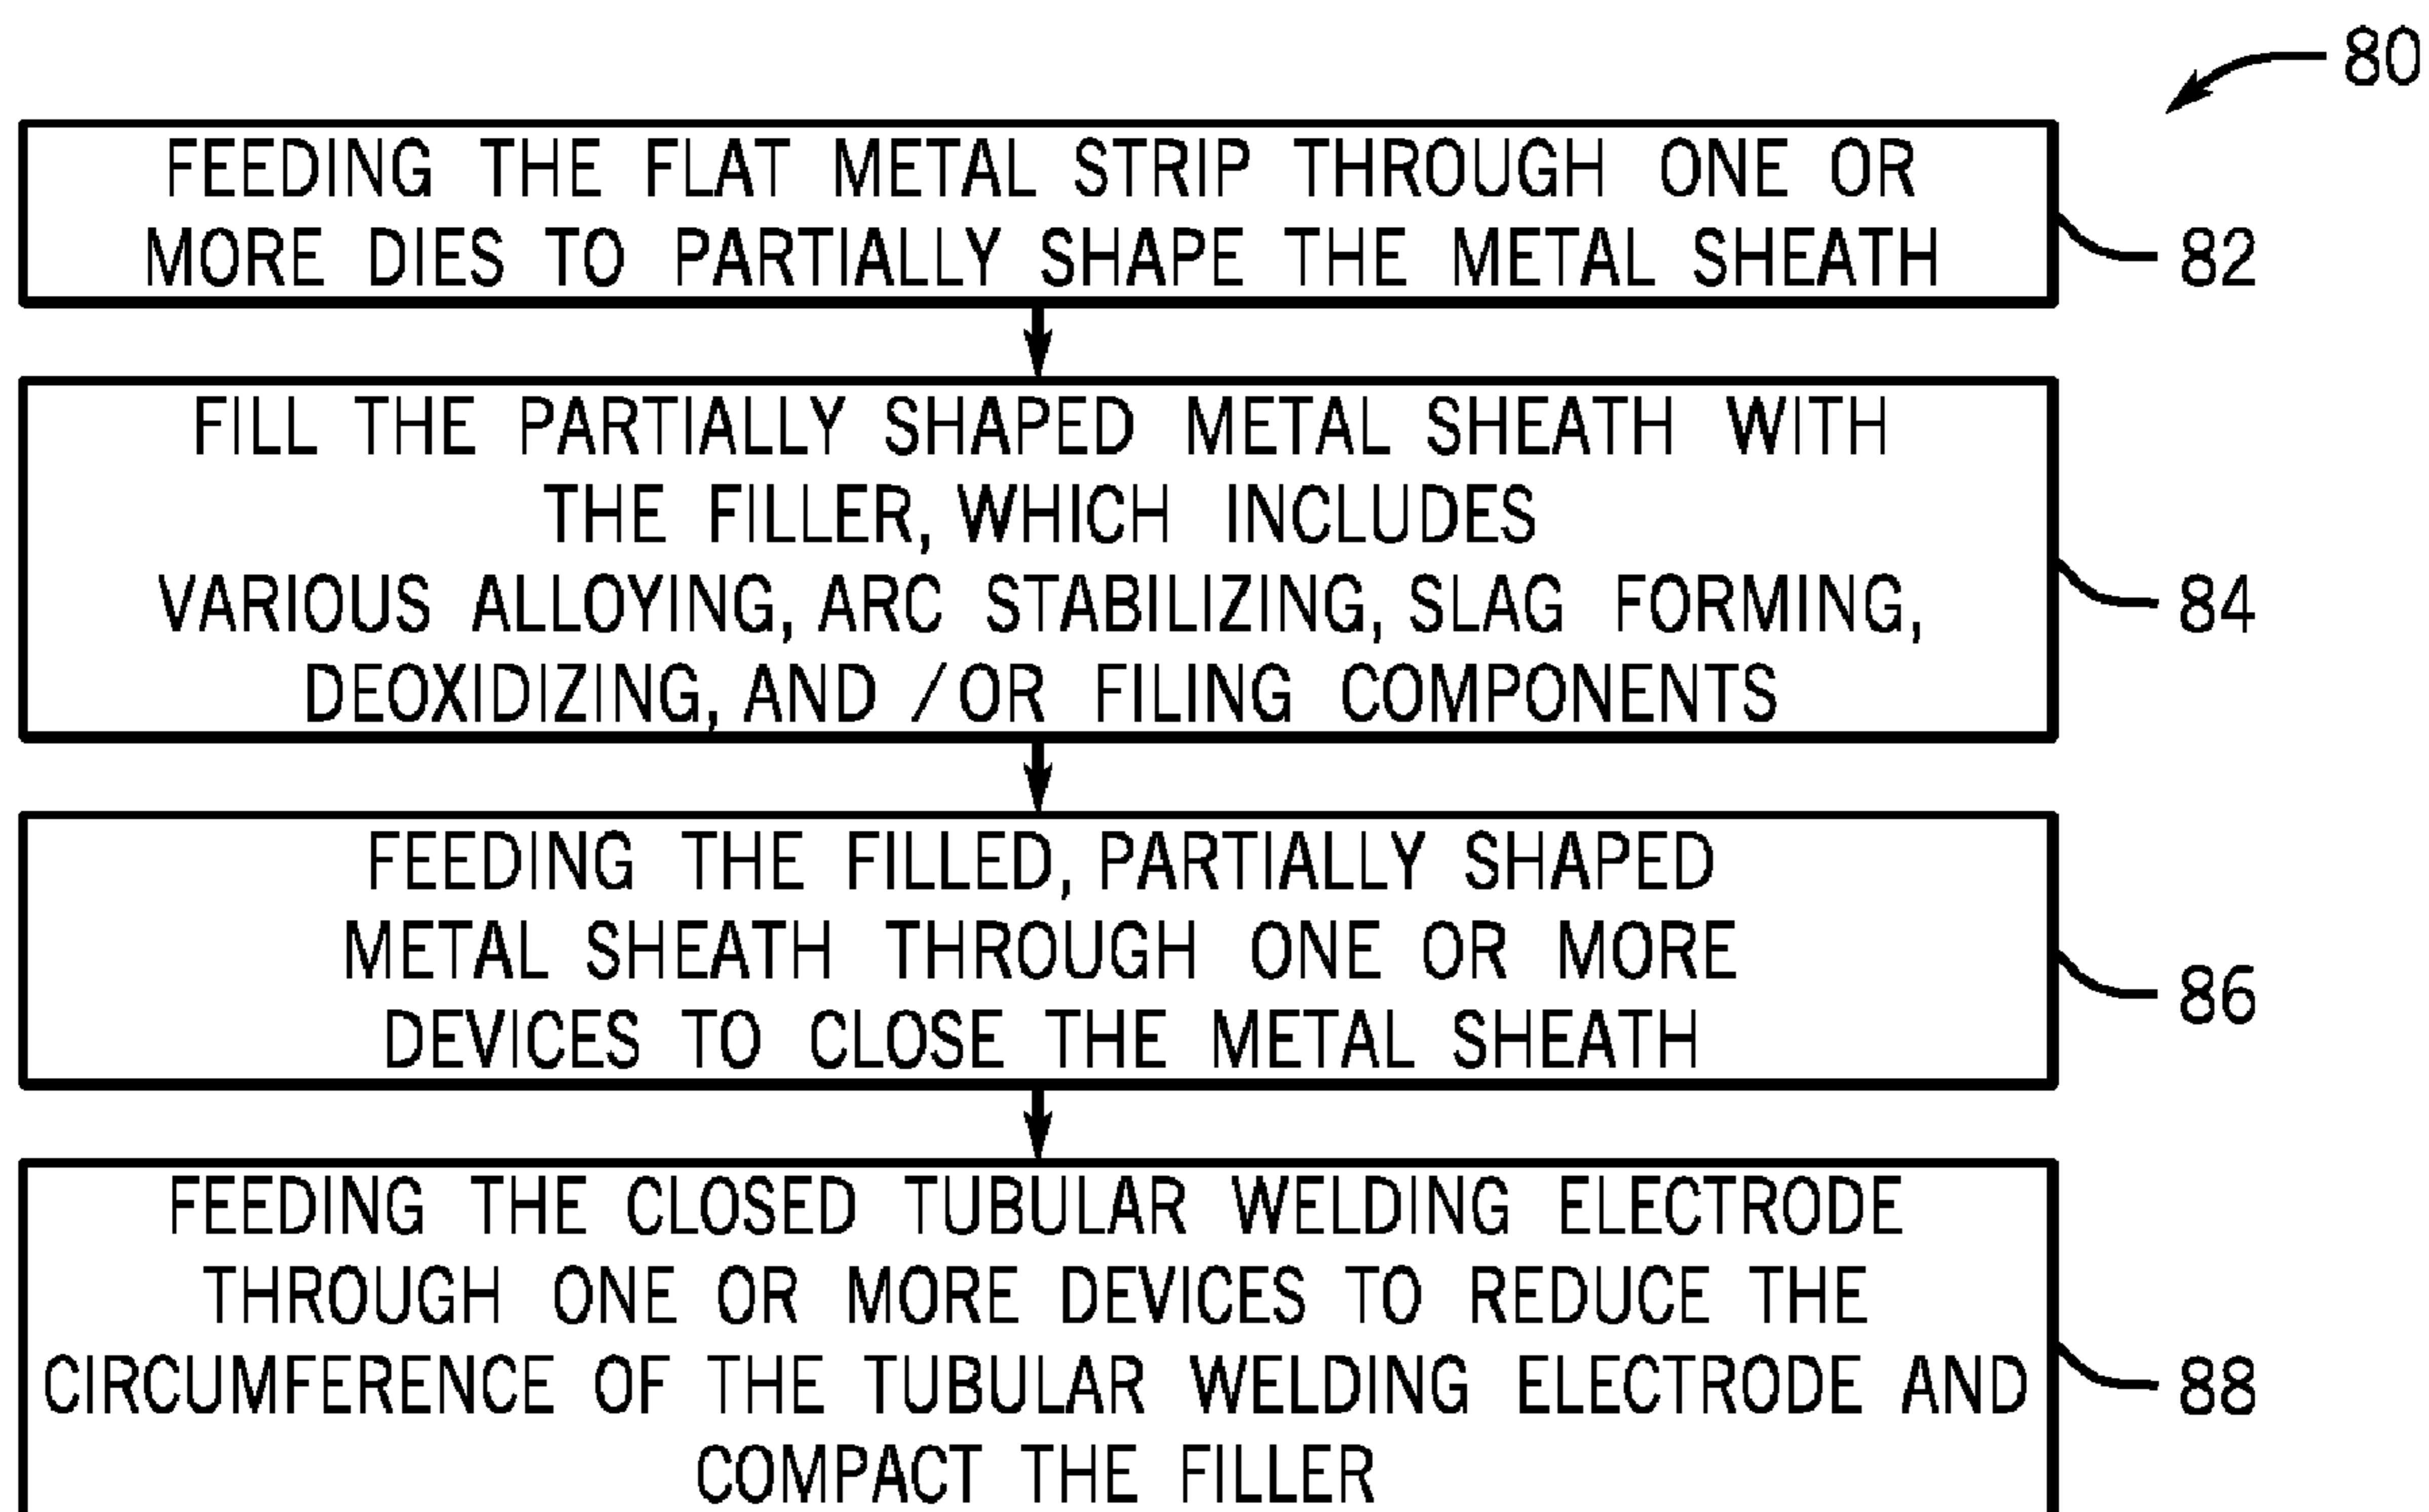 80
FEEDING THE FLAT METAL STRIP THROUGH ONE OR
MORE DIES TO PARTIALLY SHAPE THE METAL SHEATH
82
FILL THE PARTIALLY SHAPED METAL SHEATH WITH
THE FILLER, WHICH INCLUDES
VARIOUS ALLOYING, ARC STABILIZING, SLAG FORMING,
DEOXIDIZING, AND /OR FILING COMPONENTS
84
FEEDING THE FILLED, PARTIALLY SHAPED
METAL SHEATH THROUGH ONE OR MORE
DEVICES TO CLOSE THE METAL SHEATH
86
FEEDING THE CLOSED TUBULAR WELDING ELECTRODE
THROUGH ONE OR MORE DEVICES TO REDUCE THE
CIRCUMFERENCE OF THE TUBULAR WELDING ELECTRODE AND
COMPACT THE FILLER
88